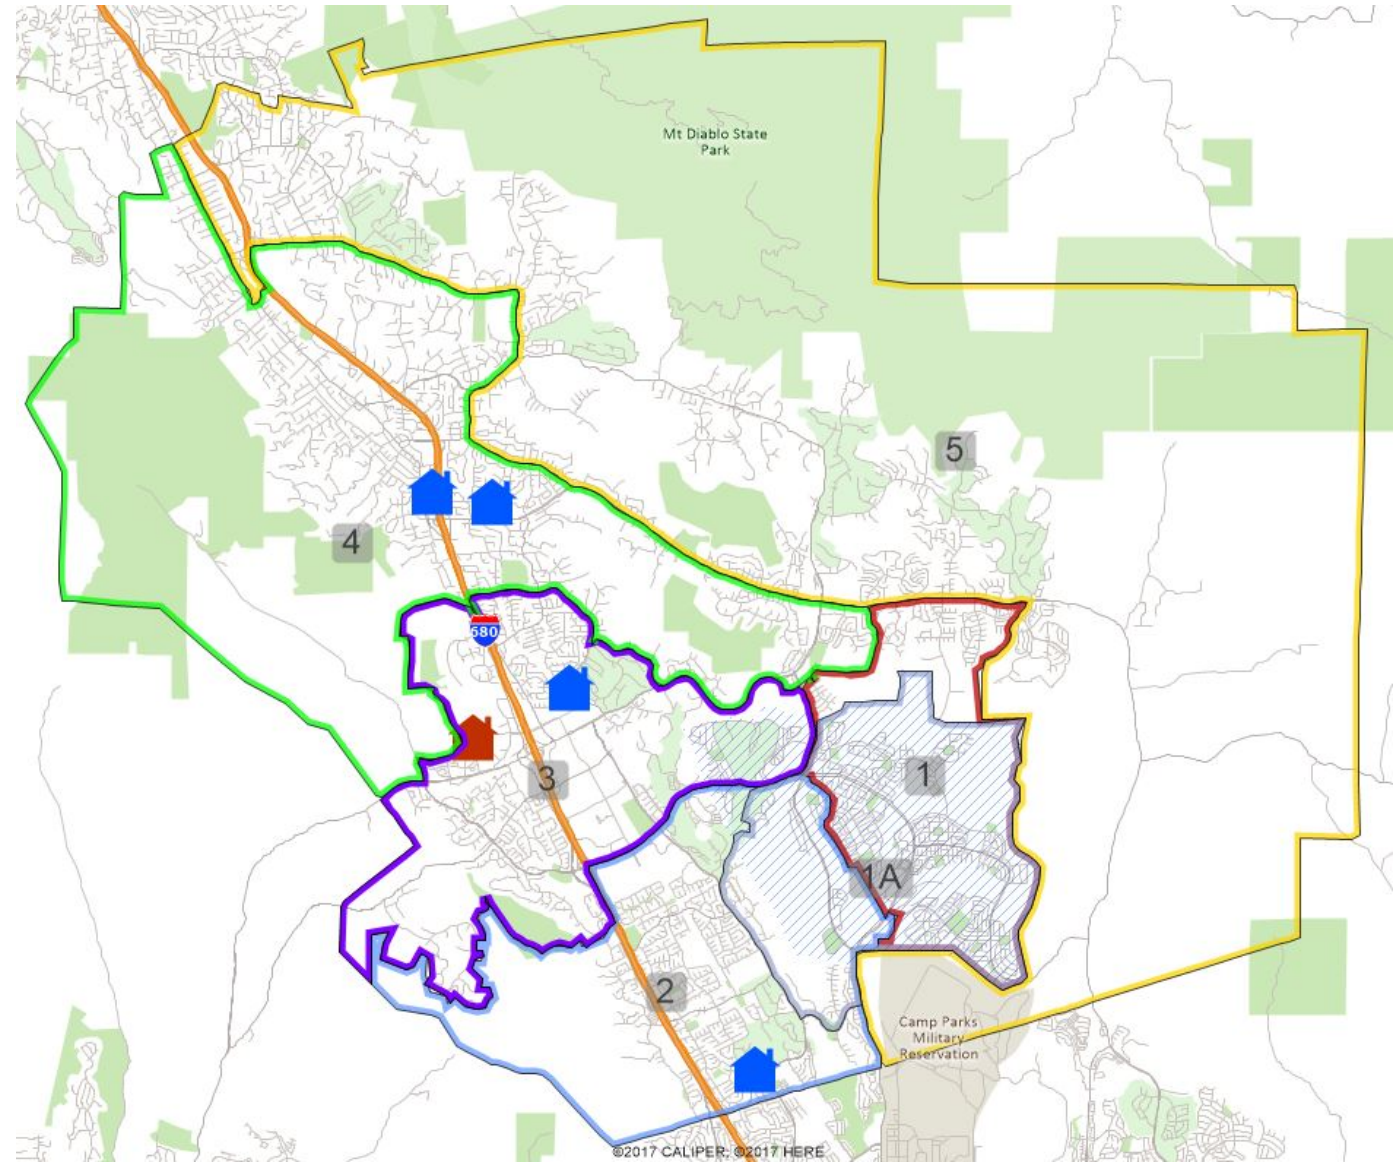 Mt Diablo State
Park
5
4
680
1
3
1A
2
Camp Parks
Military
Reservation
©2017 CALIPER; ©2017 HERE